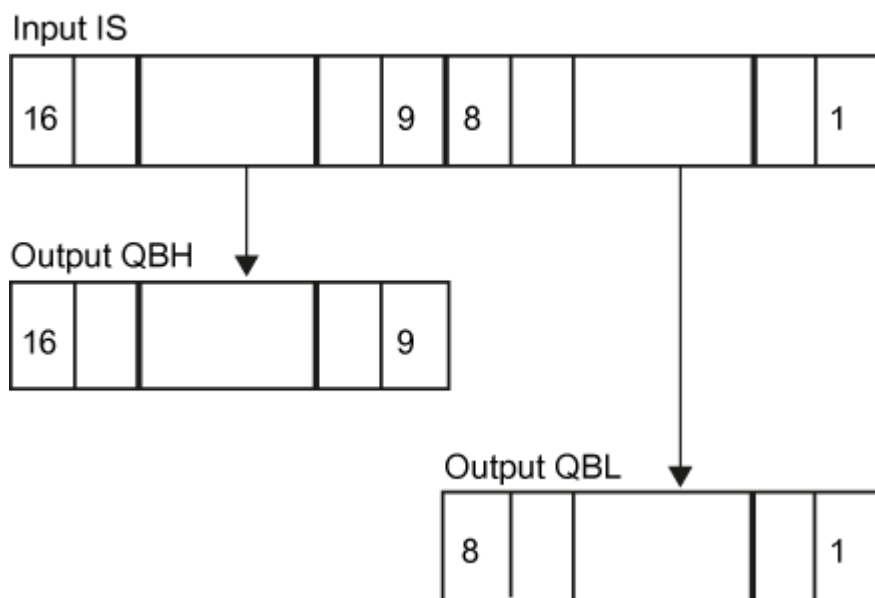 Input IS
16 9 8 1
Output QBH
16 9
Output QBL
8 1